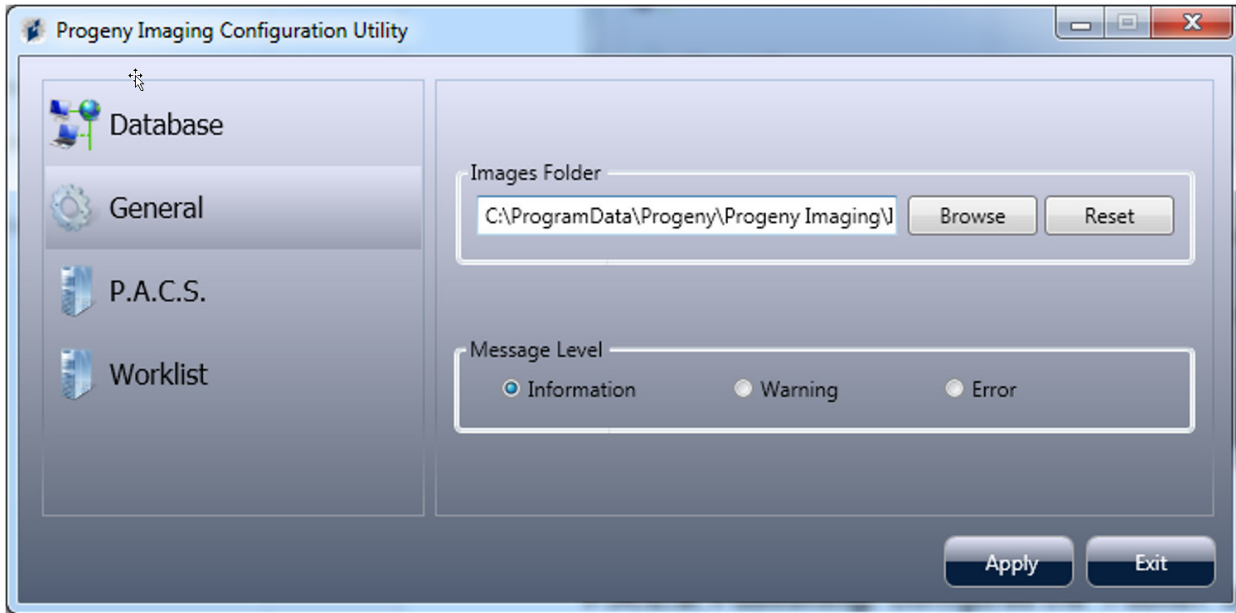 Progeny Imaging Configuration Utility
Database
General
P.A.C.S.
Worklist
Images Folder
C:\ProgramData\Progeny\Progeny Imaging\
Browse
Reset
Message Level
Information
Warning
Error
Apply
Exit